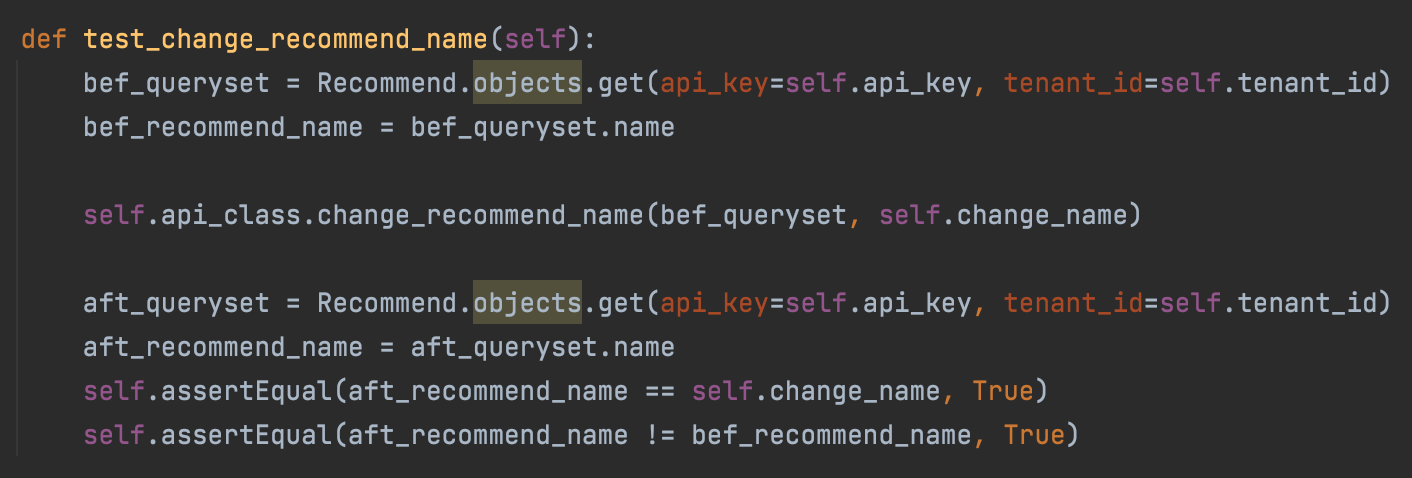 def test_change_recommend_name(self):
    bef_queryset = Recommend.objects.get(api_key=self.api_key, tenant_id=self.tenant_id)
    bef_recommend_name = bef_queryset.name
    self.api_class.change_recommend_name(bef_queryset, self.change_name)
    aft_queryset = Recommend.objects.get(api_key=self.api_key, tenant_id=self.tenant_id)
    aft_recommend_name = aft_queryset.name
    self.assertEqual(aft_recommend_name == self.change_name, True)
    self.assertEqual(aft_recommend_name != bef_recommend_name, True)